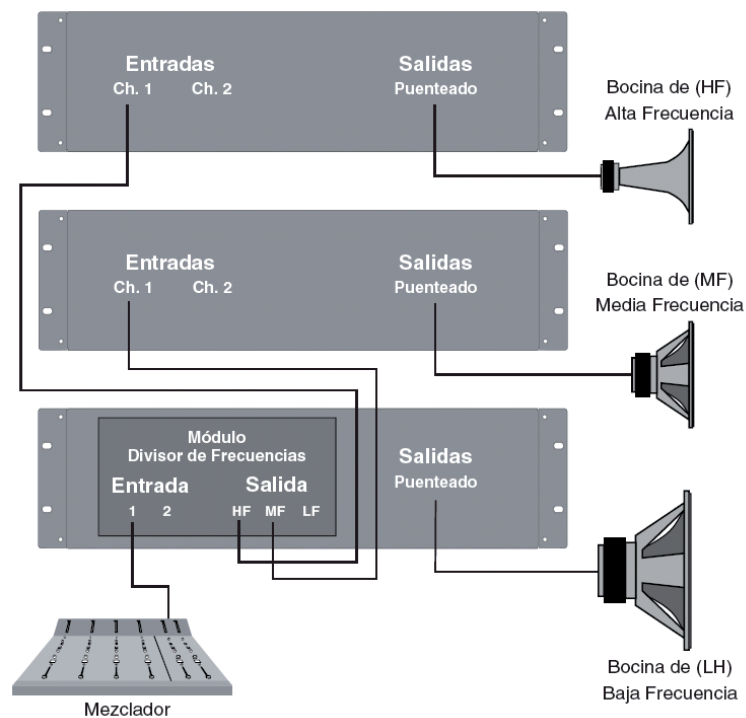 Entradas
Ch. 1 Ch. 2
Salidas
Puenteado
Bocina de (HF)
Alta Frecuencia
Entradas
Ch. 1 Ch. 2
Salidas
Puenteado
Bocina de (MF)
Media Frecuencia
Módulo
Divisor de Frecuencias
Entrada
1 2
Salida
HF MF LF
Salidas
Puenteado
Bocina de (LH)
Baja Frecuencia
Mezclador